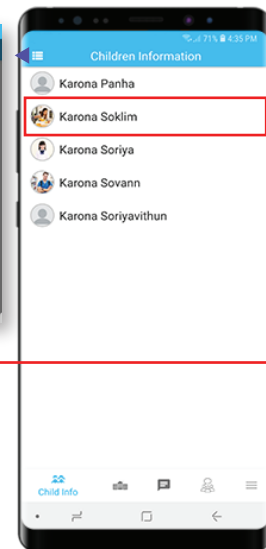 71% 4:35 PM
Children Information
Karona Panha
Karona Soklim
Karona Soriya
Karona Sovann
Karona Soriyavithun
Child Info